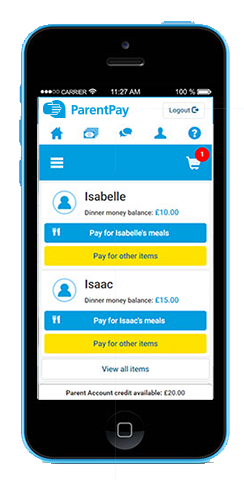 CARRIER 11:27 AM 100 %
ParentPay Logout
1
Isabelle
Dinner money balance: £10.00
Pay for Isabelle's meals
Pay for other items
Isaac
Dinner money balance: £15.00
Pay for Isaac's meals
Pay for other items
View all items
Parent Account credit available: £20.00